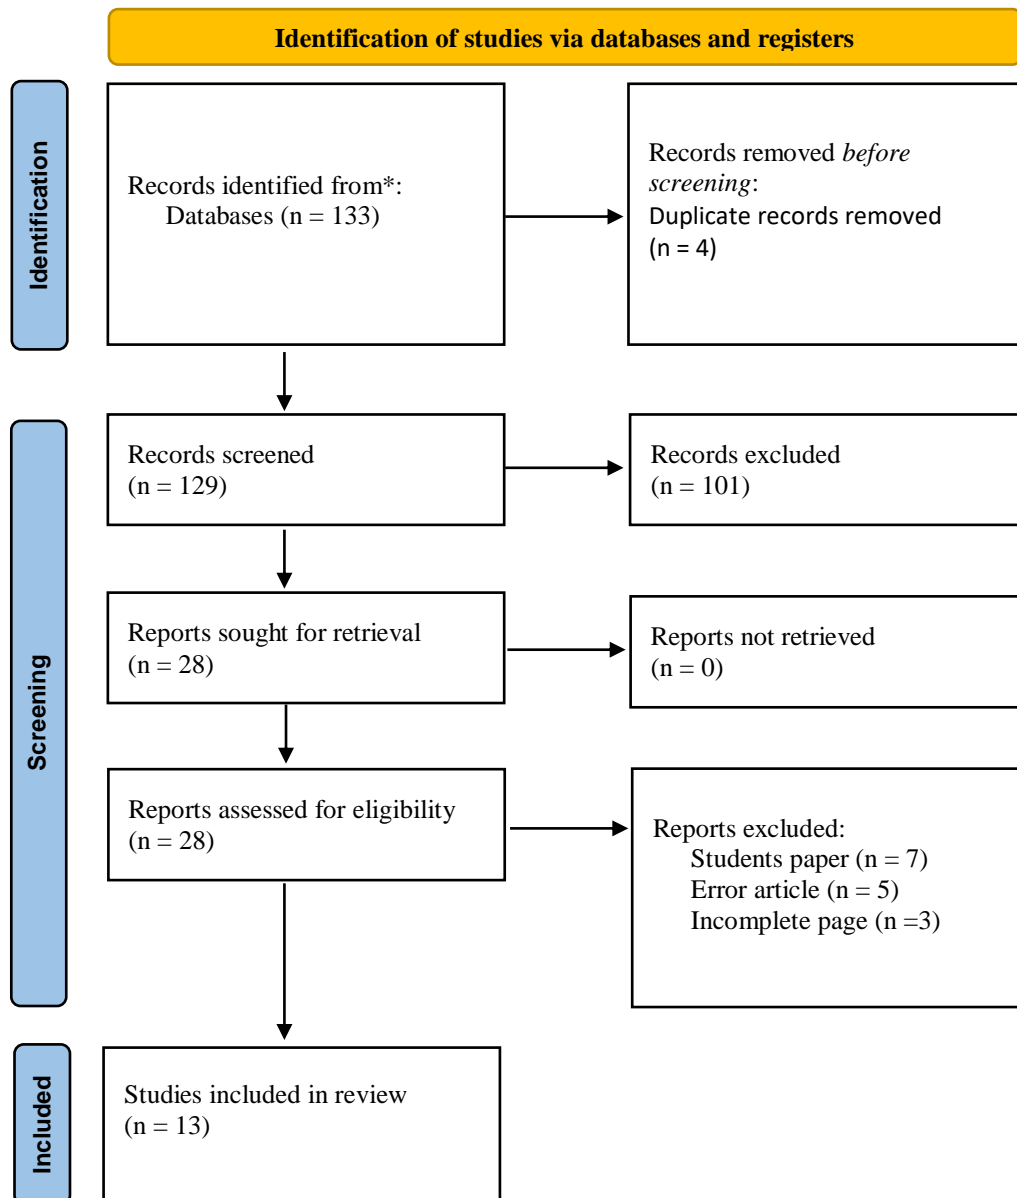 Identification of studies via databases and registers
Identification
Records identified from*:
Databases (n = 133)
Records removed before
screening:
Duplicate records removed
(n = 4)
Screening
Records screened
(n = 129)
Records excluded
(n = 101)
Reports sought for retrieval
(n = 28)
Reports not retrieved
(n = 0)
Reports assessed for eligibility
(n = 28)
Reports excluded:
Students paper (n = 7)
Error article (n = 5)
Incomplete page (n =3)
Included
Studies included in review
(n = 13)